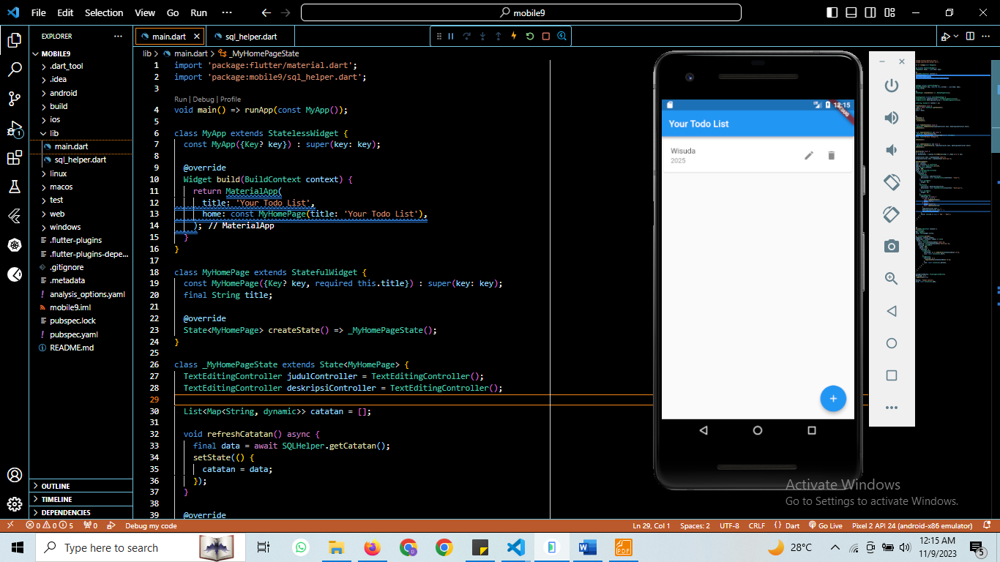 File Edit Selection View Go Run ··· mobile9
EXPLORER ···
main.dart sql_helper.dart
MOBILE9
.dart_tool
.idea
android
build
ios
lib
main.dart
sql_helper.dart
linux
macos
test
web
windows
.flutter-plugins
.flutter-plugins-depe...
.gitignore
.metadata
analysis_options.yaml
mobile9.iml
pubspec.lock
pubspec.yaml
README.md
OUTLINE
TIMELINE
DEPENDENCIES
lib > main.dart > _MyHomePageState
1 import 'package:flutter/material.dart';
2 import 'package:mobile9/sql_helper.dart';
3
Run | Debug | Profile
4 void main() => runApp(const MyApp());
5
6 class MyApp extends StatelessWidget {
7 const MyApp({Key? key}) : super(key: key);
8
9 @override
10 Widget build(BuildContext context) {
11 return MaterialApp(
12 title: 'Your Todo List',
13 home: const MyHomePage(title: 'Your Todo List'),
14 ); // MaterialApp
15 }
16 }
17
18 class MyHomePage extends StatefulWidget {
19 const MyHomePage({Key? key, required this.title}) : super(key: key);
20 final String title;
21
22 @override
23 State<MyHomePage> createState() => _MyHomePageState();
24 }
25
26 class _MyHomePageState extends State<MyHomePage> {
27 TextEditingController judulController = TextEditingController();
28 TextEditingController deskripsiController = TextEditingController();
29
30 List<Map<String, dynamic>> catatan = [];
31
32 void refreshCatatan() async {
33 final data = await SQLHelper.getCatatan();
34 setState(() {
35 catatan = data;
36 });
37 }
38
39 @override
12:15
DEBUG
Your Todo List
Wisuda
2025
Activate Windows
Go to Settings to activate Windows.
0 0 5 0 Debug my code Ln 29, Col 1 Spaces: 2 UTF-8 CRLF {} Dart Go Live Pixel 2 API 24 (android-x86 emulator)
Type here to search 28°C 12:15 AM
11/9/2023 5